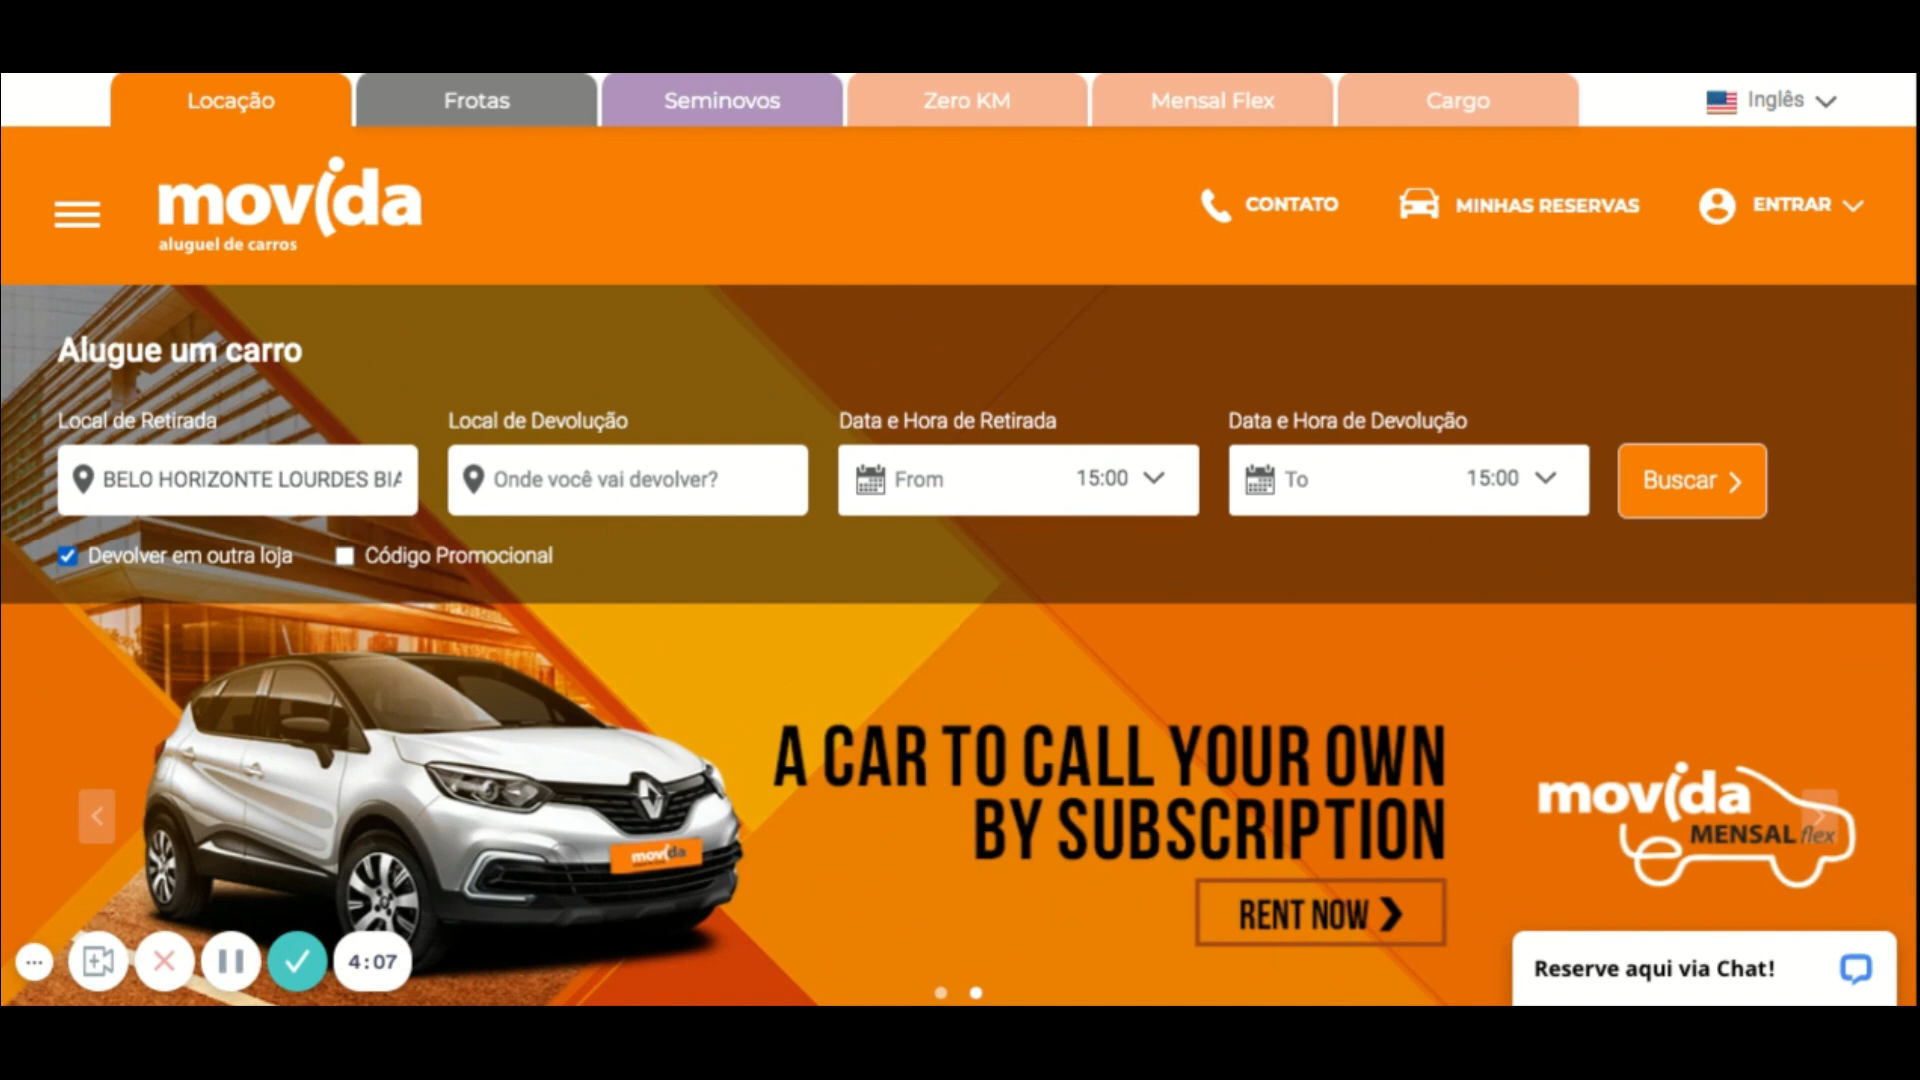 Locação
Frotas
Seminovos
Zero KM
Mensal Flex
Cargo
Inglês
movida
aluguel de carros
CONTATO
MINHAS RESERVAS
ENTRAR
Alugue um carro
Local de Retirada
Local de Devolução
Data e Hora de Retirada
Data e Hora de Devolução
BELO HORIZONTE LOURDES
Onde você vai devolver?
From
15:00
To
15:00
Buscar
Devolver em outra loja
Código Promocional
A CAR TO CALL YOUR OWN
BY SUBSCRIPTION
RENT NOW
movida
MENSAL flex
movida
4:07
Reserve aqui via Chat!